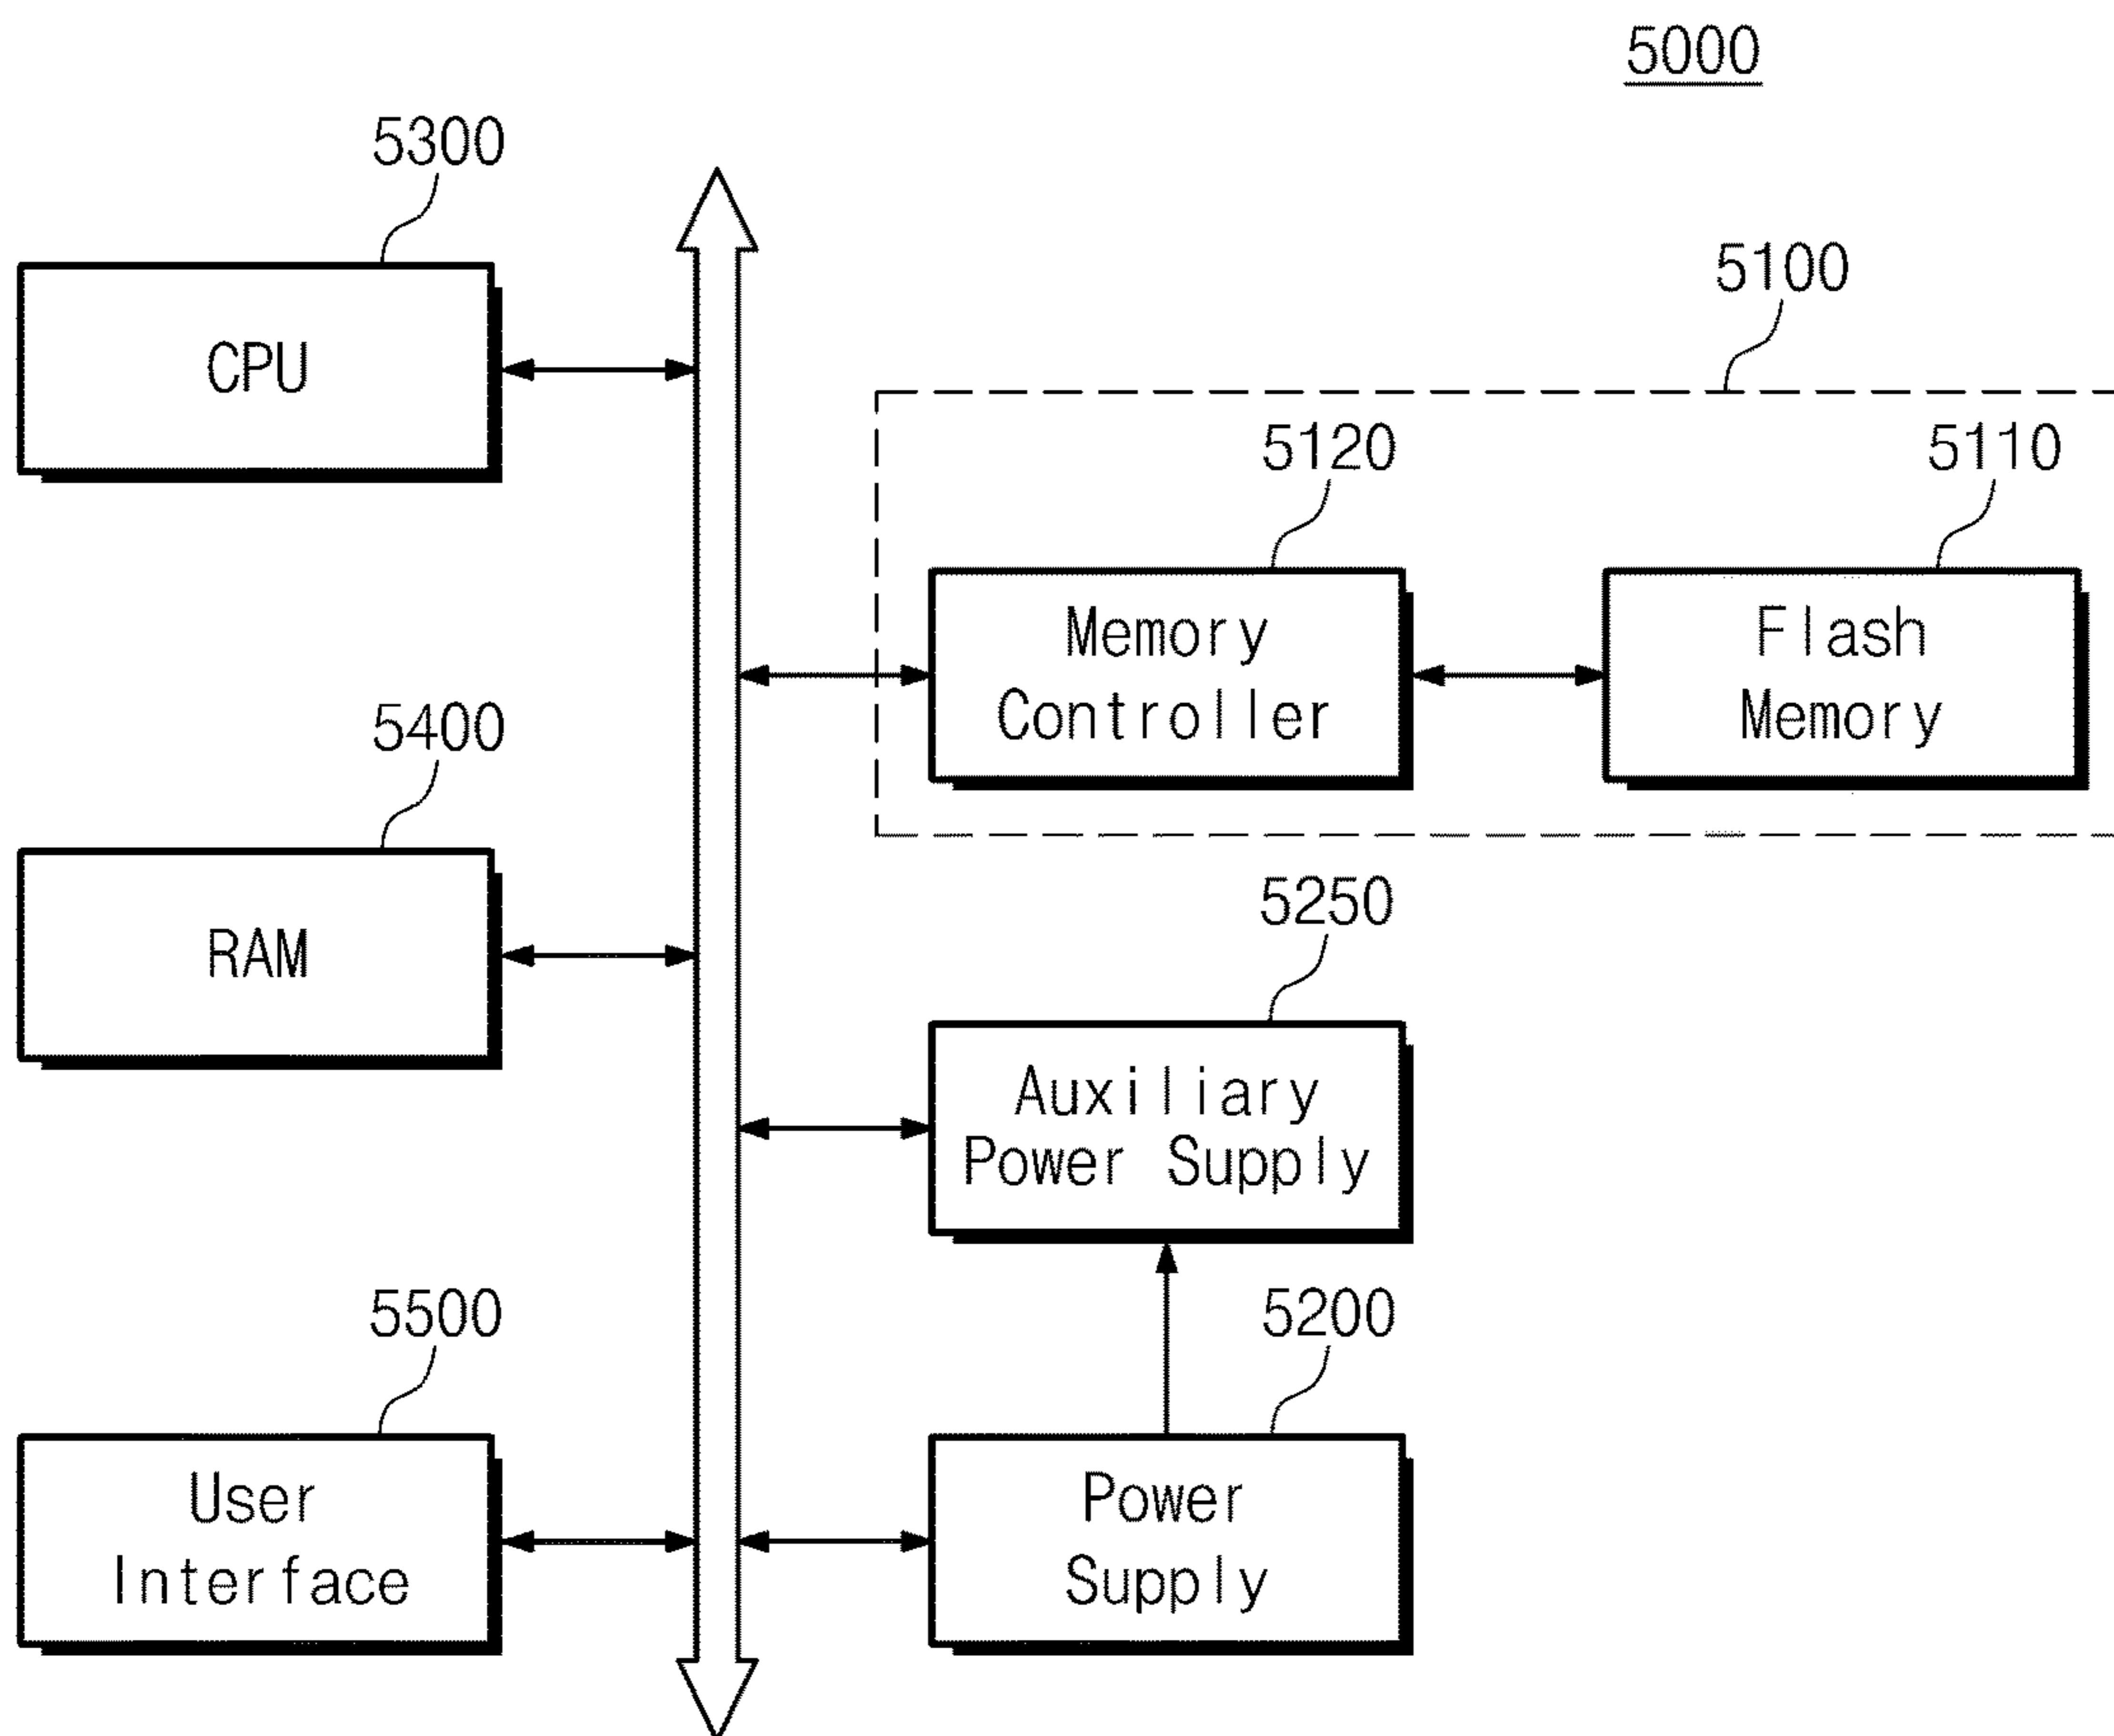 5000
5300
CPU
5100
5120
5110
Memory
Controller
Flash
Memory
5400
RAM
5250
Auxiliary
Power Supply
5500
User
Interface
5200
Power
Supply